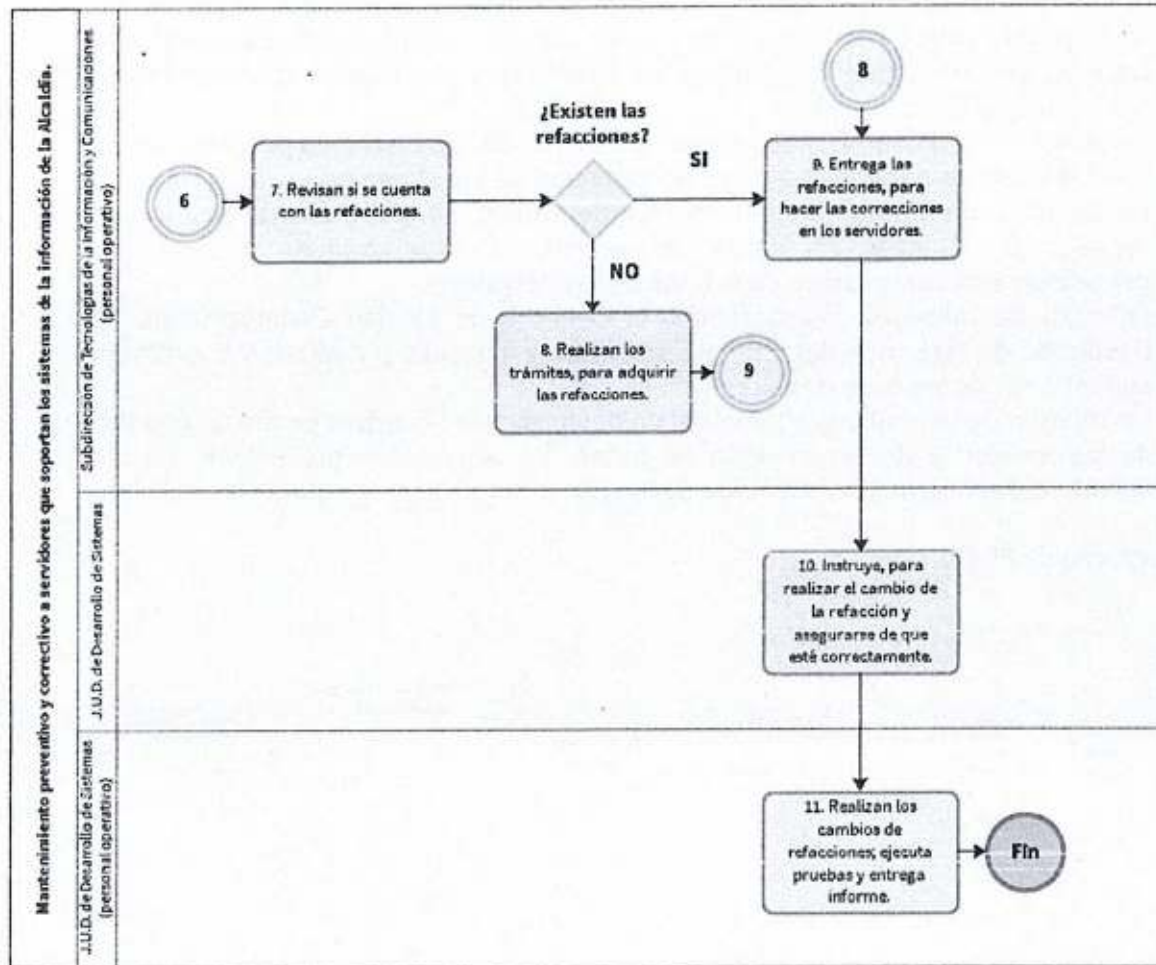 Mantenimiento preventivo y correctivo a servidores que soportan los sistemas de la información de la Alcaldía.
Subdirección de Tecnologías de la Información y Comunicaciones
(personal operativo)
6
7. Revisan si se cuenta
con las refacciones.
¿Existen las
refacciones?
SI
NO
8
9. Entrega las
refacciones, para
hacer las correcciones
en los servidores.
8. Realizan los
trámites, para adquirir
las refacciones.
9
J.U.D. de Desarrollo de Sistemas
10. Instruye, para
realizar el cambio de
la refacción y
asegurarse de que
esté correctamente.
J.U.D. de Desarrollo de Sistemas
(personal operativo)
11. Realizan los
cambios de
refacciones, ejecuta
pruebas y entrega
informe.
Fin